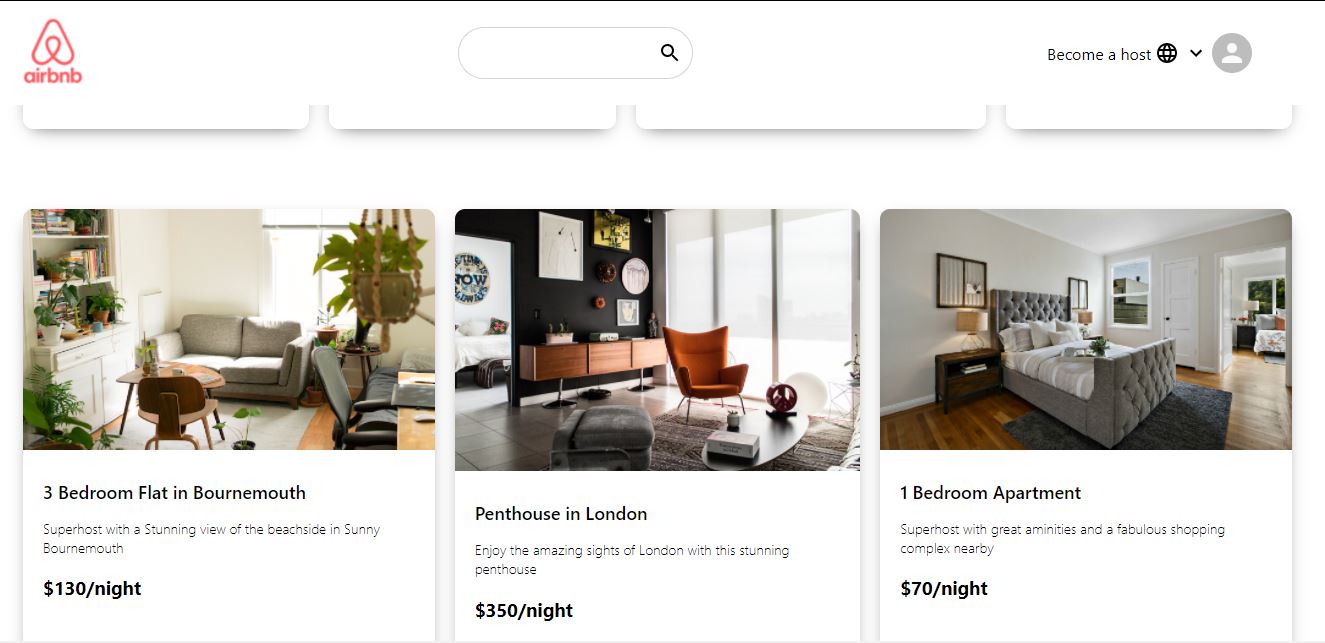 airbnb
Become a host
NOW
3 Bedroom Flat in Bournemouth
Superhost with a Stunning view of the beachside in Sunny
Bournemouth
$130/night
Penthouse in London
Enjoy the amazing sights of London with this stunning
penthouse
$350/night
1 Bedroom Apartment
Superhost with great aminities and a fabulous shopping
complex nearby
$70/night